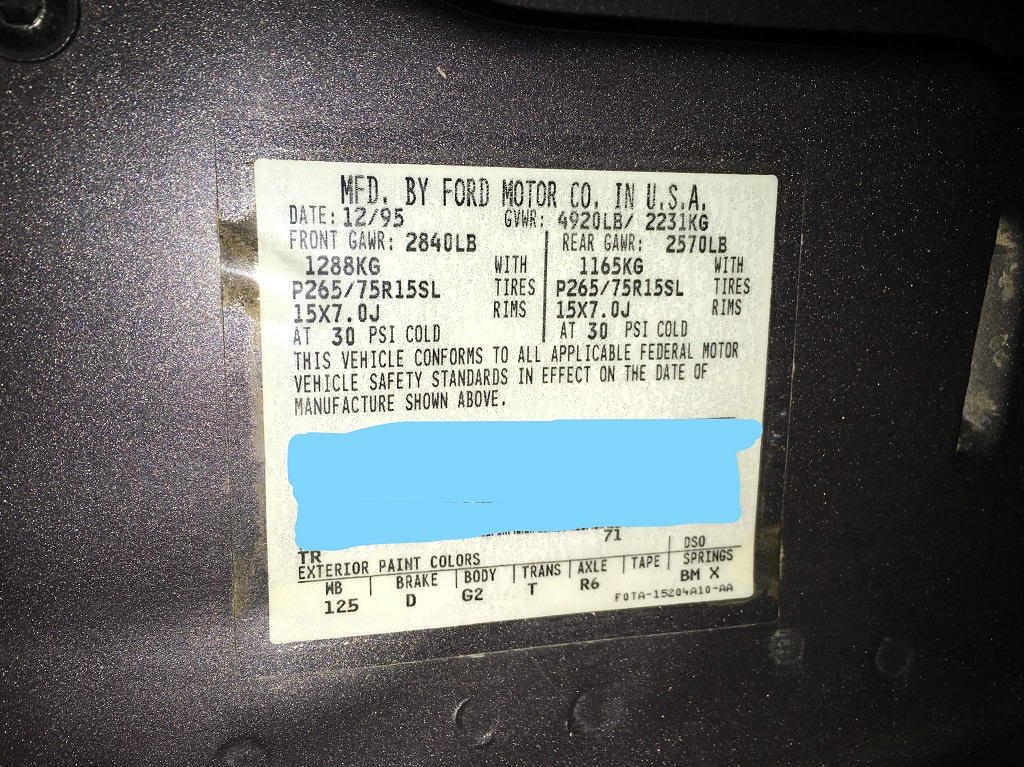 MFD. BY FORD MOTOR CO. IN U.S.A.
DATE: 12/95 GVWR: 4920LB/ 2231KG
FRONT GAWR: 2840LB REAR GAWR: 2570LB
1288KG WITH 1165KG WITH
P265/75R15SL TIRES P265/75R15SL TIRES
15X7.0J RIMS 15X7.0J RIMS
AT 30 PSI COLD AT 30 PSI COLD
THIS VEHICLE CONFORMS TO ALL APPLICABLE FEDERAL MOTOR
VEHICLE SAFETY STANDARDS IN EFFECT ON THE DATE OF
MANUFACTURE SHOWN ABOVE.
TR 71
EXTERIOR PAINT COLORS DSO
WB BRAKE BODY TRANS AXLE TAPE SPRINGS
125 D G2 T R6 BM X
F0TA-15204A10-AA